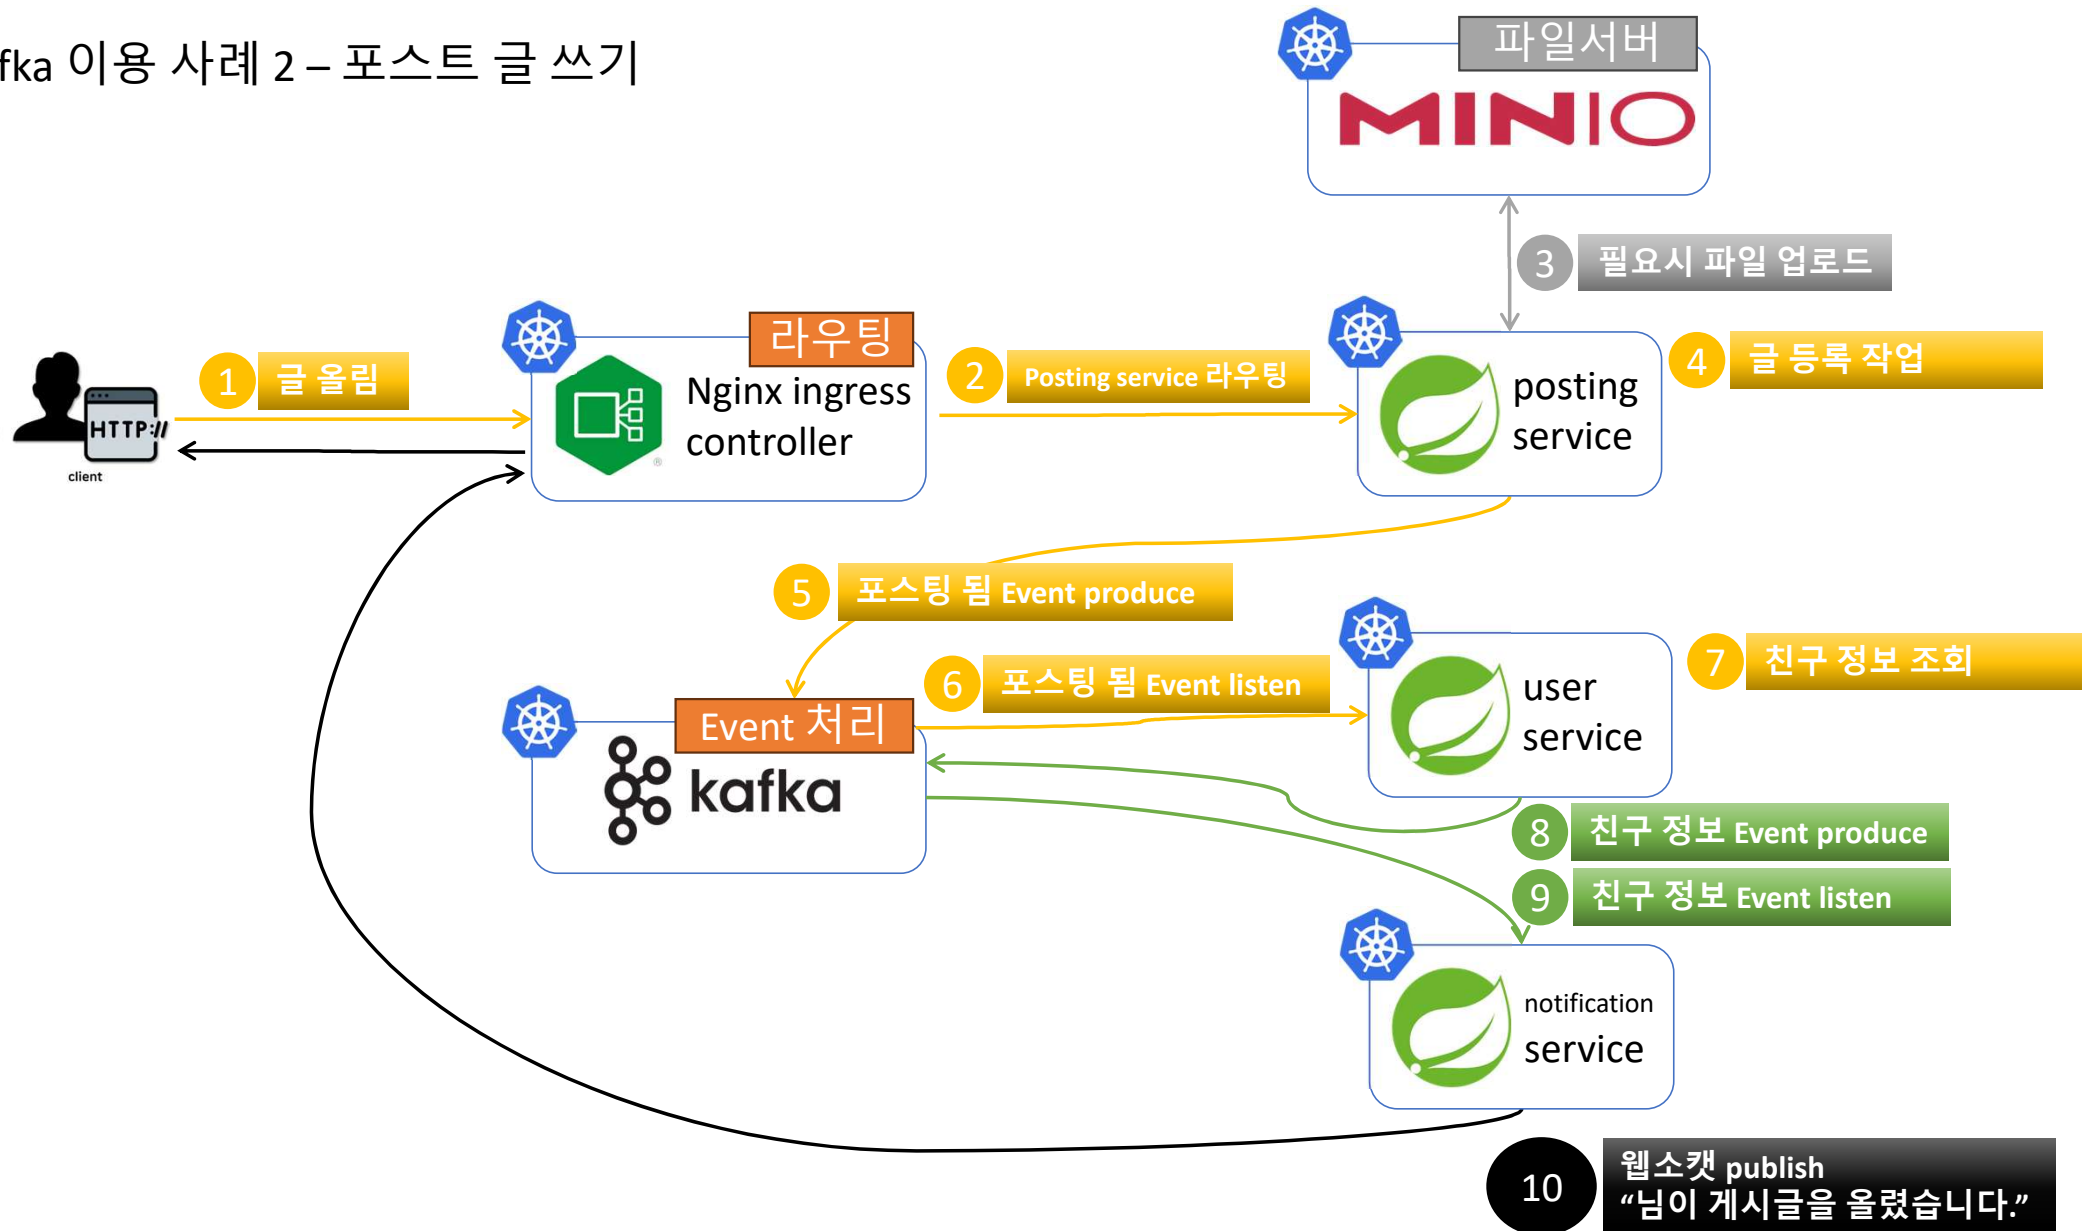 fka 이용 사례 2 – 포스트 글 쓰기
파일서버
MINIO
3 필요시 파일 업로드
1 글 올림
HTTP://
client
라우팅
Nginx ingress
controller
2 Posting service 라우팅
posting
service
4 글 등록 작업
5 포스팅 됨 Event produce
6 포스팅 됨 Event listen
Event 처리
kafka
user
service
7 친구 정보 조회
8 친구 정보 Event produce
9 친구 정보 Event listen
notification
service
10
웹소캣 publish
“님이 게시글을 올렸습니다.”